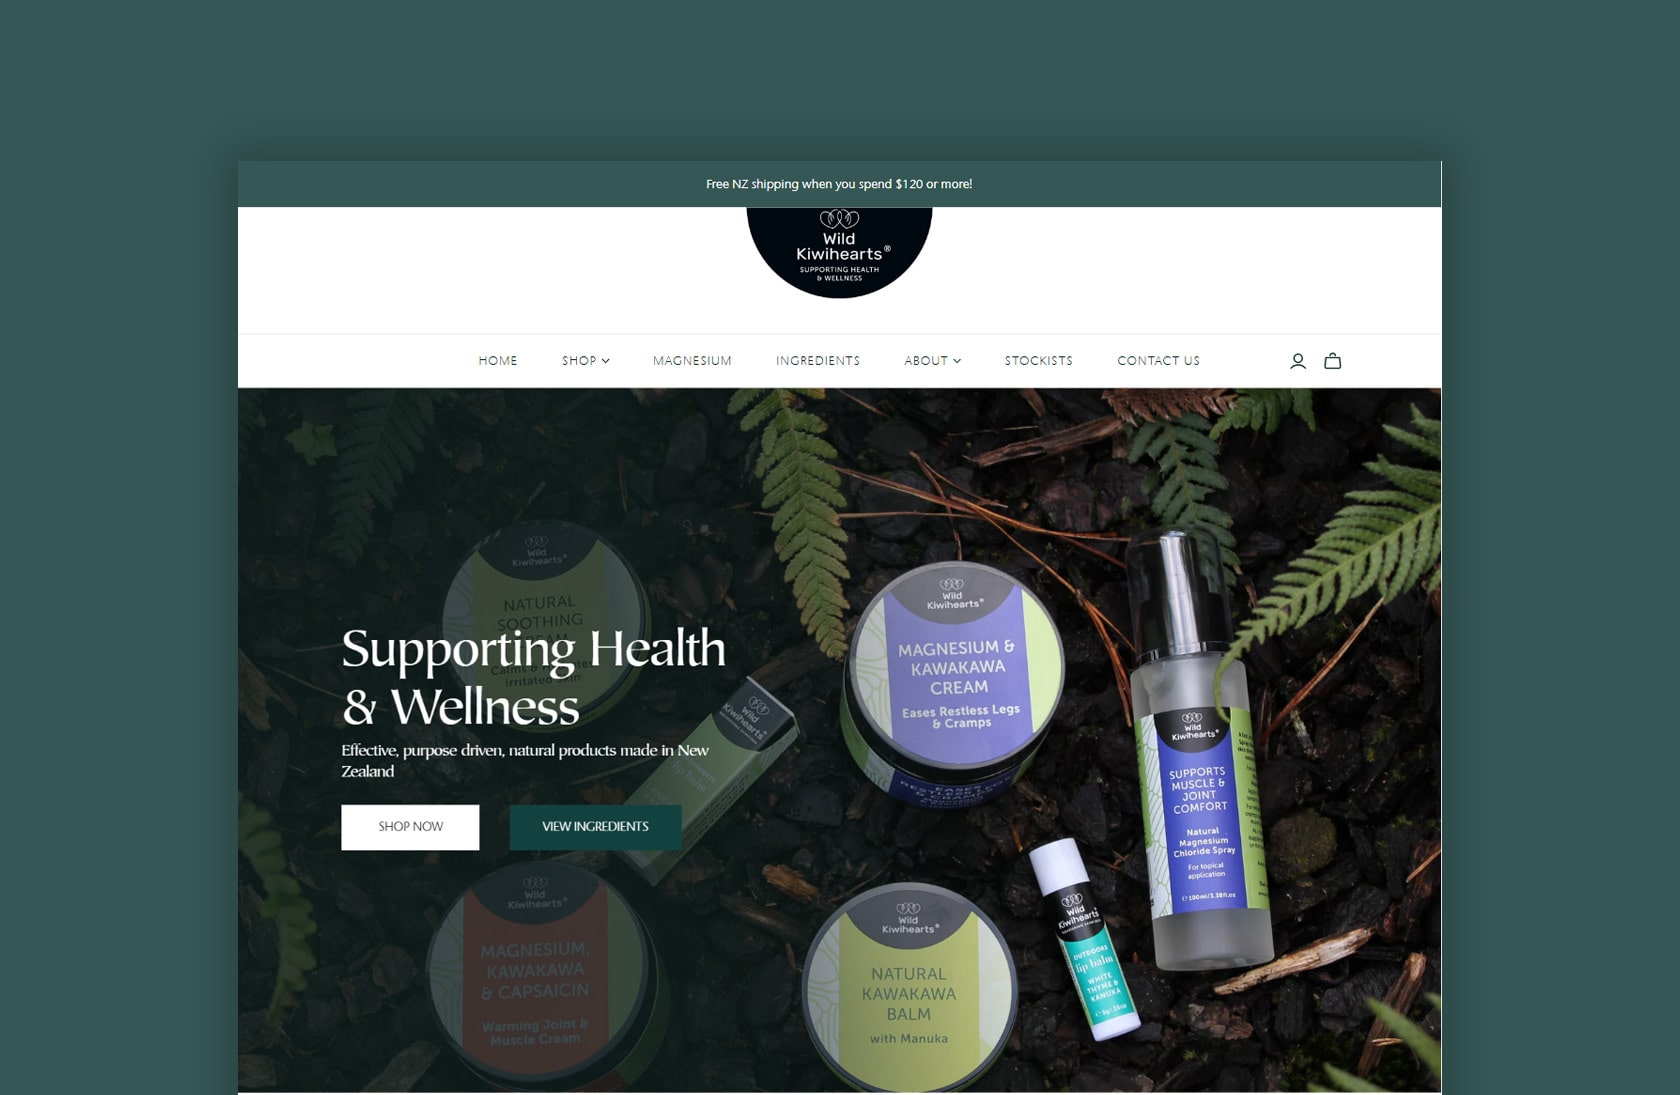 Free NZ shipping when you spend $120 or more!
Wild
Kiwihearts®
SUPPORTING HEALTH
& WELLNESS
HOME SHOP MAGNESIUM INGREDIENTS ABOUT STOCKISTS CONTACT US
Wild
Kiwihearts®
NATURAL
SOOTHING
Irritated Skin
Supporting Health
& Wellness
Effective, purpose driven, natural products made in New
Zealand
SHOP NOW
VIEW INGREDIENTS
Wild
Kiwihearts®
lip balm
Wild
Kiwihearts®
MAGNESIUM &
KAWAKAWA
CREAM
Eases Restless Legs
& Cramps
Wild
Kiwihearts®
SUPPORTS
MUSCLE &
JOINT
COMFORT
Natural
Magnesium
Chloride Spray
For topical
application
℮ 100ml/3.38fl.oz
Wild
Kiwihearts®
MAGNESIUM,
KAWAKAWA
& CAPSAICIN
Warming Joint &
Muscle Cream
Wild
Kiwihearts®
NATURAL
KAWAKAWA
BALM
with Manuka
Wild
Kiwihearts
OUTDOORS
lip balm
WHITE
THYME &
KANUKA